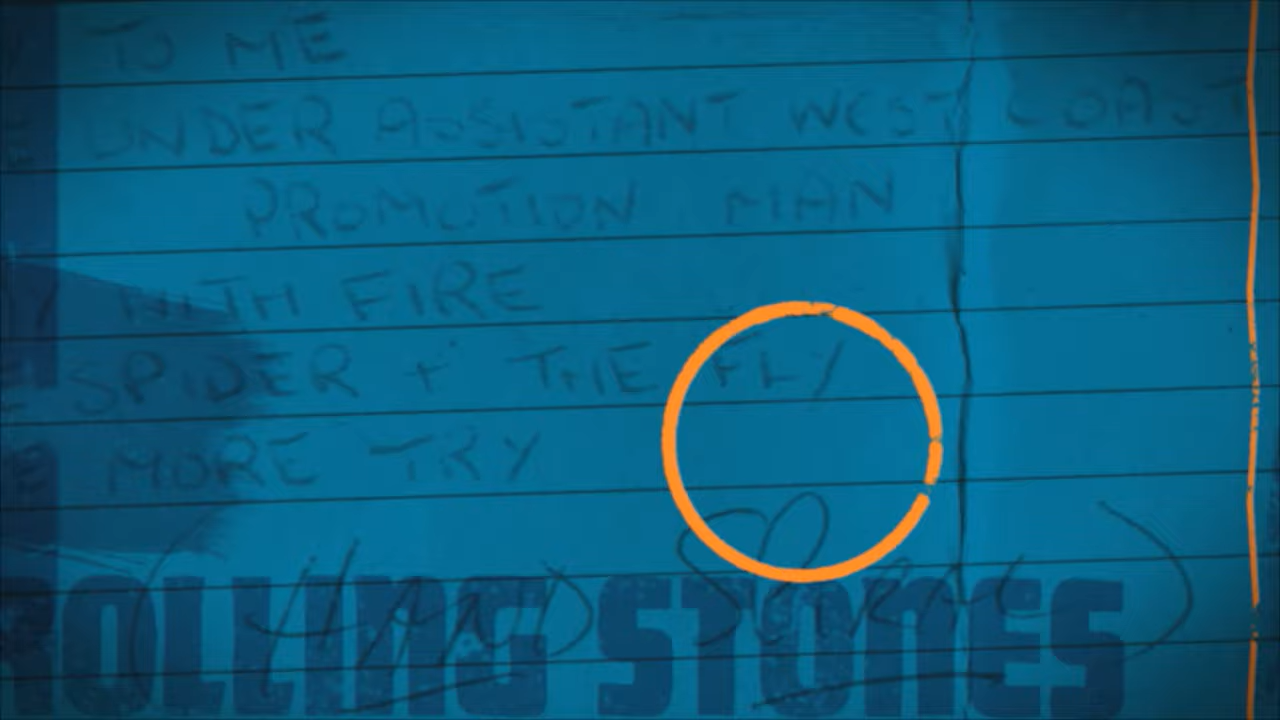 TO ME
UNDER ASSISTANT WEST COAST
PROMOTION MAN
WITH FIRE
SPIDER + THE FLY
MORE TRY
ROLLING STONES